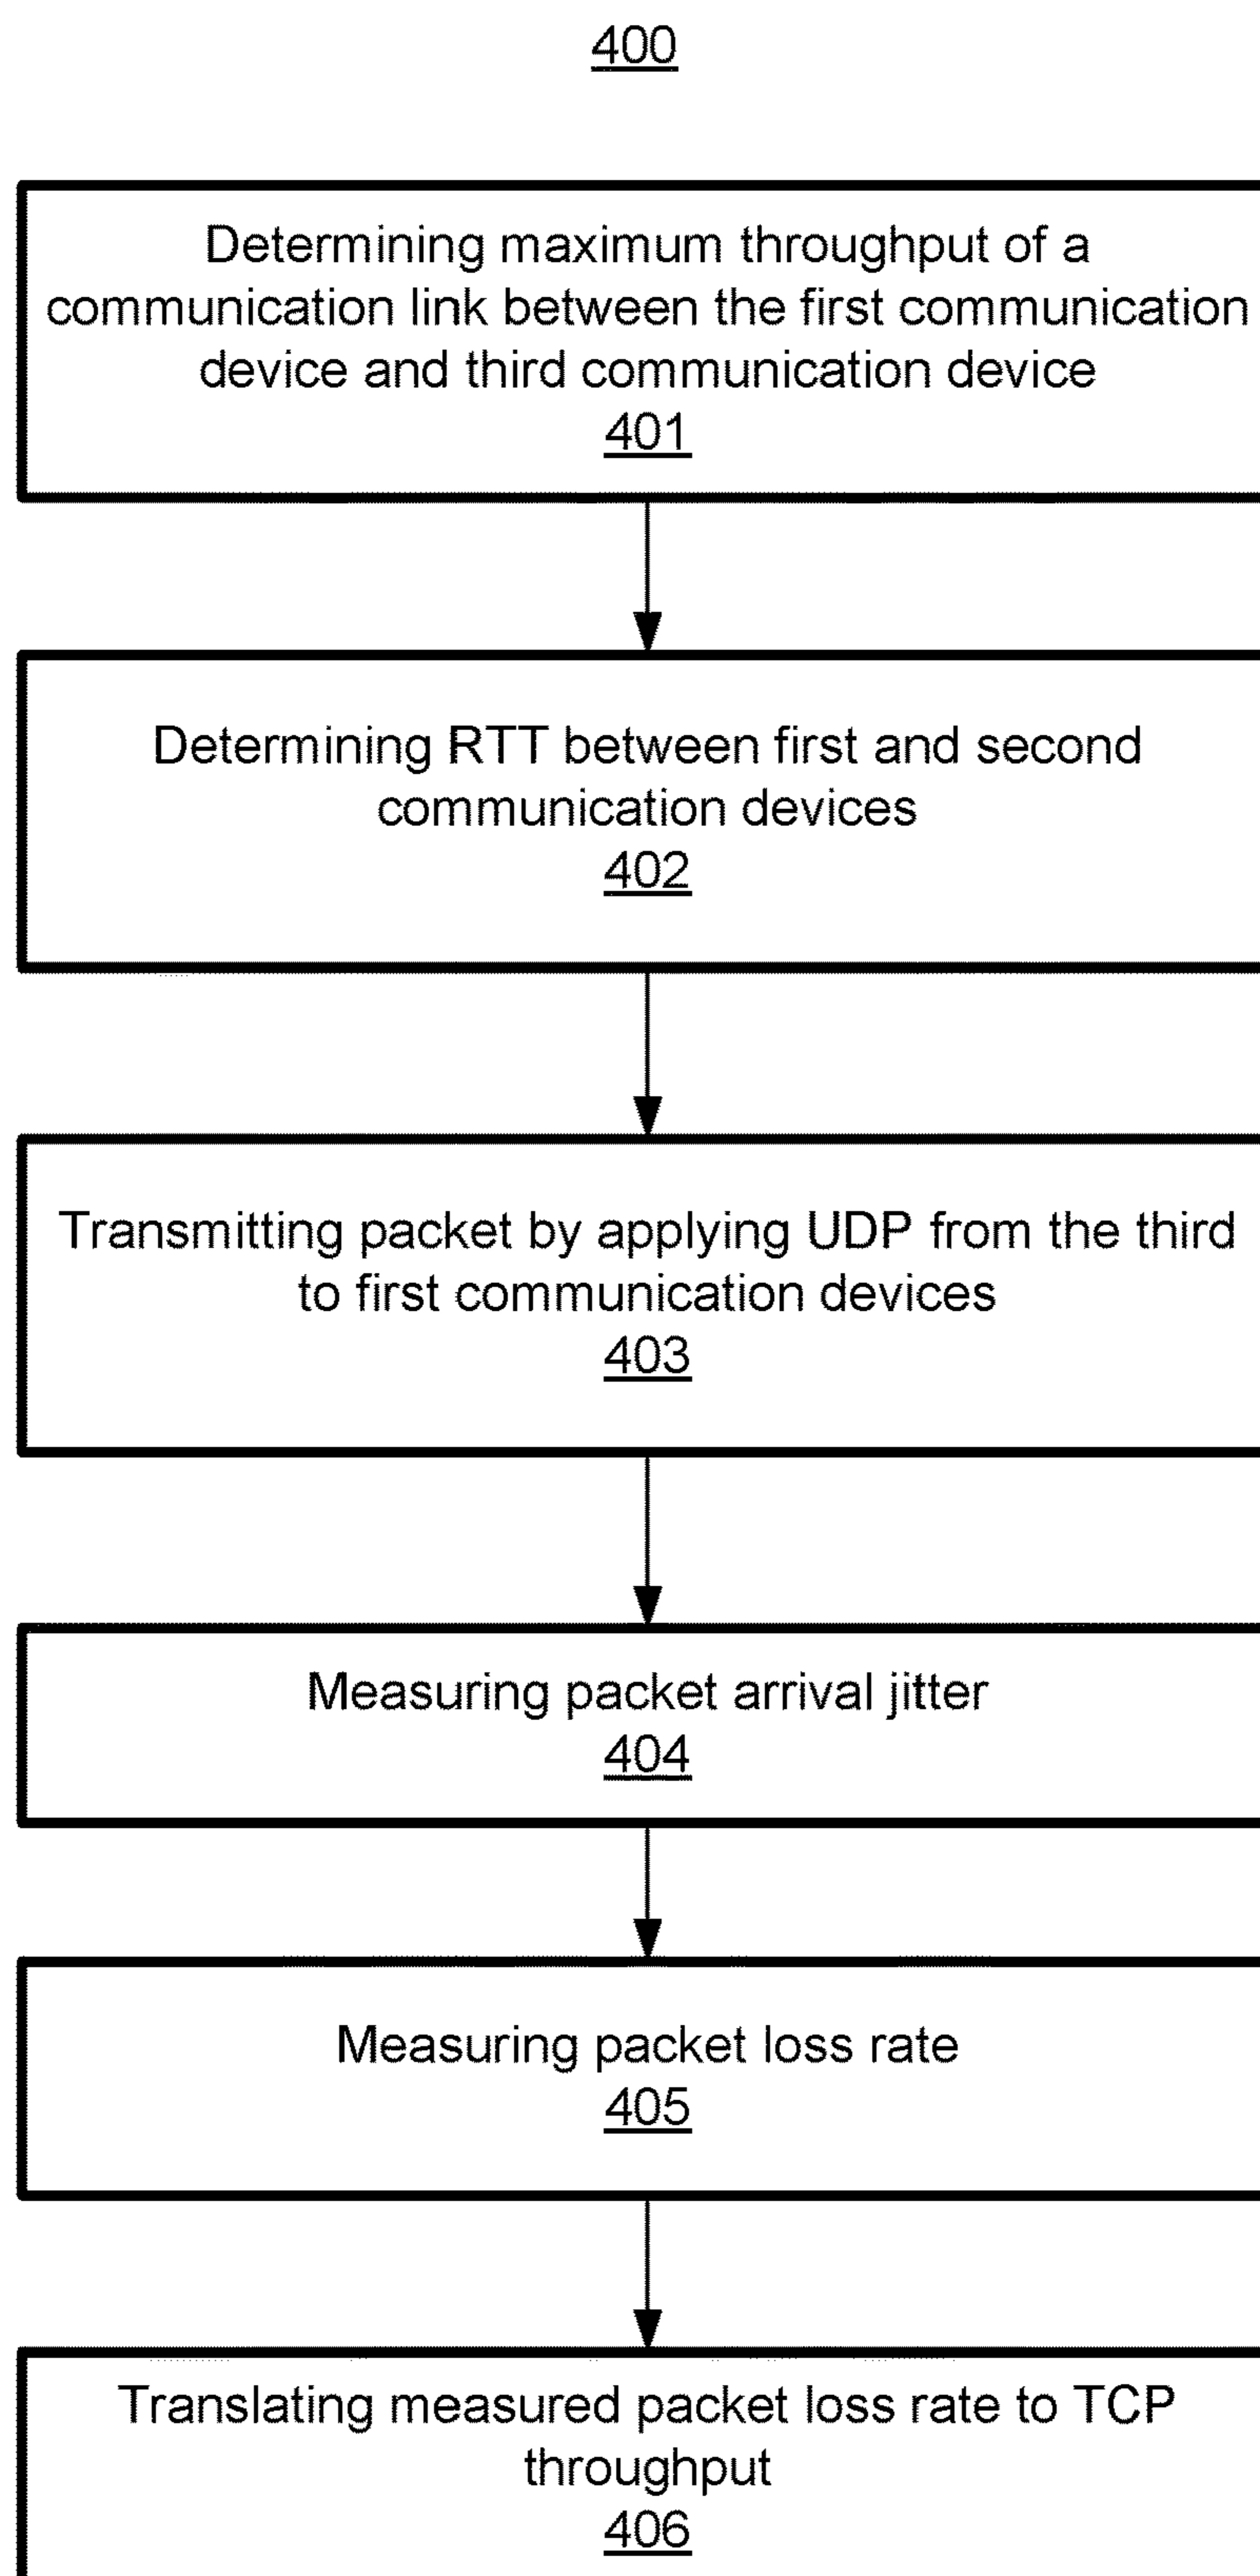 400
Determining maximum throughput of a
communication link between the first communication
device and third communication device
401
Determining RTT between first and second
communication devices
402
Transmitting packet by applying UDP from the third
to first communication devices
403
Measuring packet arrival jitter
404
Measuring packet loss rate
405
Translating measured packet loss rate to TCP
throughput
406